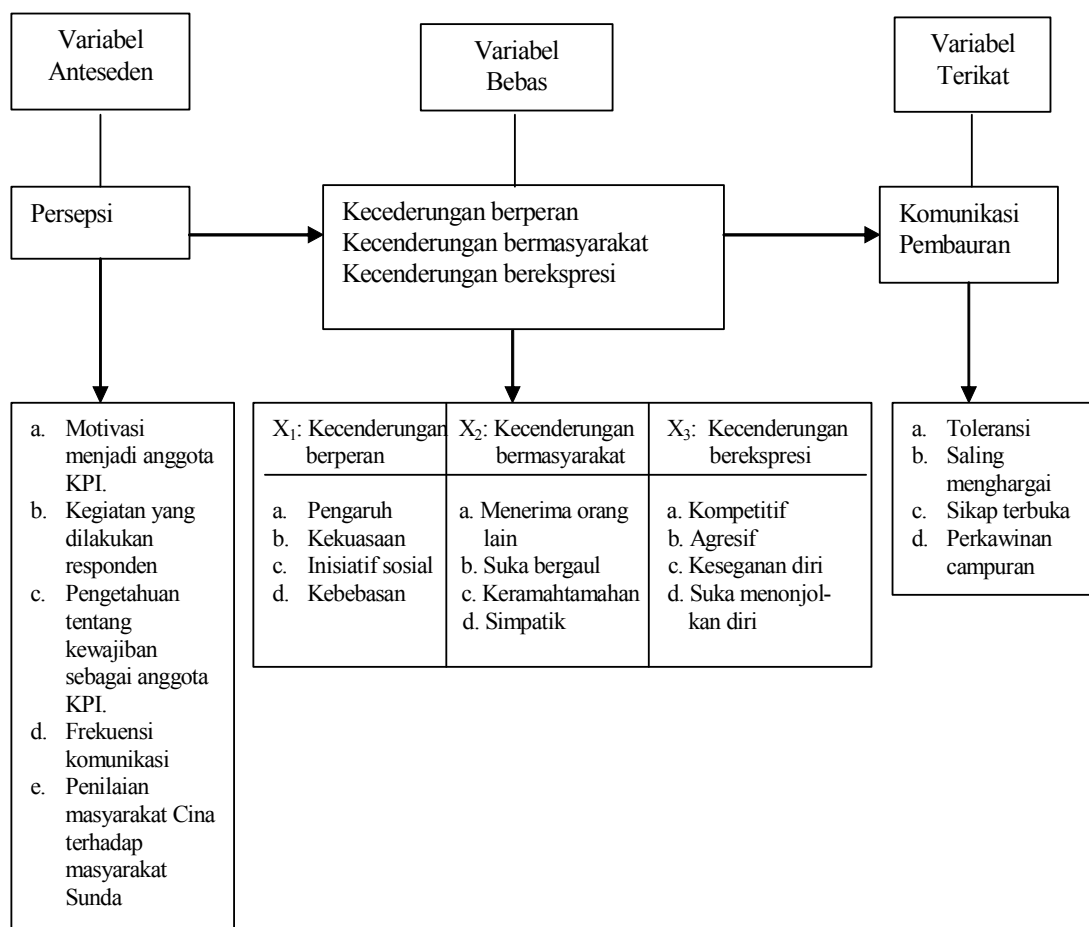 Variabel
Anteseden
Variabel
Bebas
Variabel
Terikat
Persepsi
Kecederungan berperan
Kecenderungan bermasyarakat
Kecenderungan berekspresi
Komunikasi
Pembauran
a. Motivasi
menjadi anggota
KPI.
b. Kegiatan yang
dilakukan
responden
c. Pengetahuan
tentang
kewajiban
sebagai anggota
KPI.
d. Frekuensi
komunikasi
e. Penilaian
masyarakat Cina
terhadap
masyarakat
Sunda
X₁: Kecenderungan
berperan
a. Pengaruh
b. Kekuasaan
c. Inisiatif sosial
d. Kebebasan
X₂: Kecenderungan
bermasyarakat
a. Menerima orang
lain
b. Suka bergaul
c. Keramahtamahan
d. Simpatik
X₃: Kecenderungan
berekspresi
a. Kompetitif
b. Agresif
c. Keseganan diri
d. Suka menonjol-
kan diri
a. Toleransi
b. Saling
menghargai
c. Sikap terbuka
d. Perkawinan
campuran